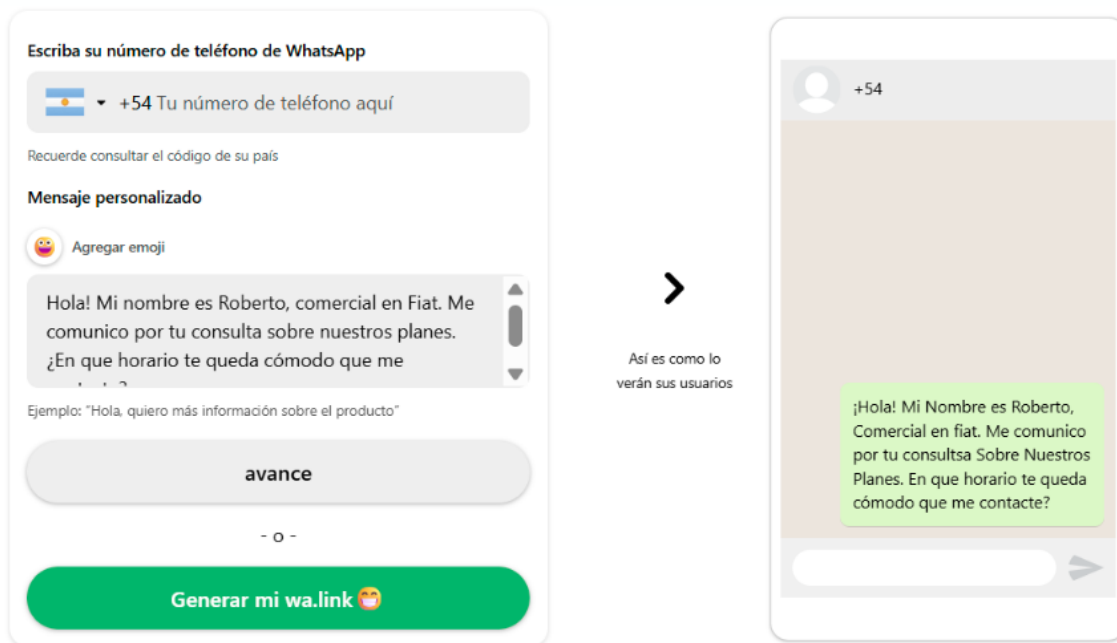 Escriba su número de teléfono de WhatsApp
+54 Tu número de teléfono aquí
Recuerde consultar el código de su país
Mensaje personalizado
Agregar emoji
Hola! Mi nombre es Roberto, comercial en Fiat. Me
comunico por tu consulta sobre nuestros planes.
¿En que horario te queda cómodo que me
Ejemplo: "Hola, quiero más información sobre el producto"
avance
- o -
Generar mi wa.link
Así es como lo
verán sus usuarios
+54
¡Hola! Mi Nombre es Roberto,
Comercial en fiat. Me comunico
por tu consultsa Sobre Nuestros
Planes. En que horario te queda
cómodo que me contacte?